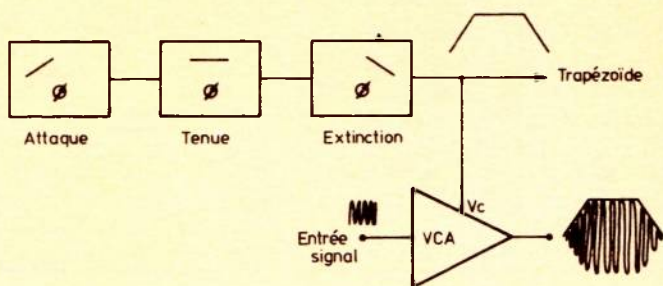 Attaque
Tenue
Extinction
Trapézoïde
Entrée
signal
VCA
Vc